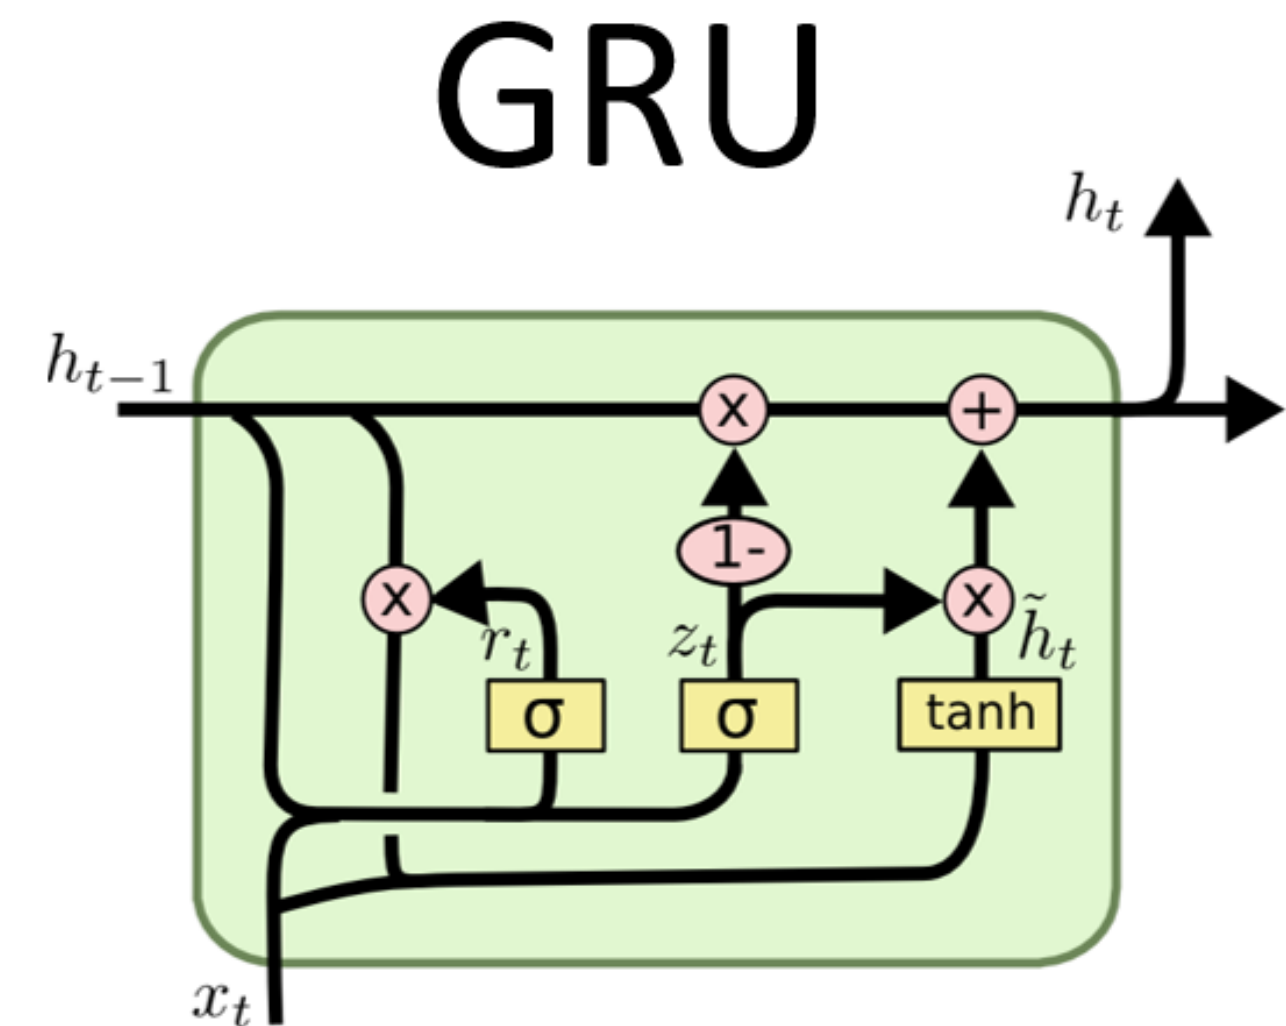 GRU
h_t
h_{t-1}
x +
1-
x x
r_t z_t h̃_t
σ σ tanh
x_t